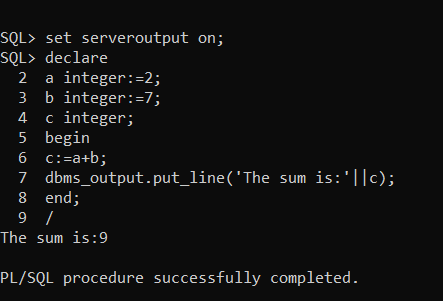 SQL> set serveroutput on;
SQL> declare
2 a integer:=2;
3 b integer:=7;
4 c integer;
5 begin
6 c:=a+b;
7 dbms_output.put_line('The sum is:'||c);
8 end;
9 /
The sum is:9
PL/SQL procedure successfully completed.